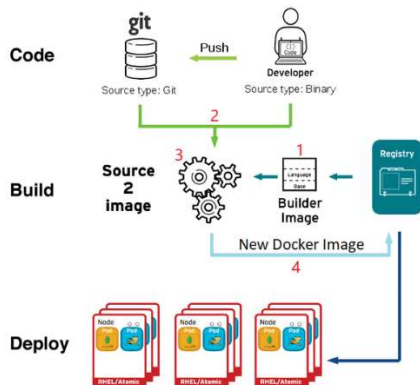 git
Code
Push
Code
Developer
Source type: Git
Source type: Binary
2
3
1
Registry
Source
2
image
Language
Base
Build
Builder
Image
New Docker Image
4
Node
Pod
Pod
Node
Pod
Pod
Node
Pod
Pod
Deploy
RHEL/Atomic
RHEL/Atomic
RHEL/Atomic